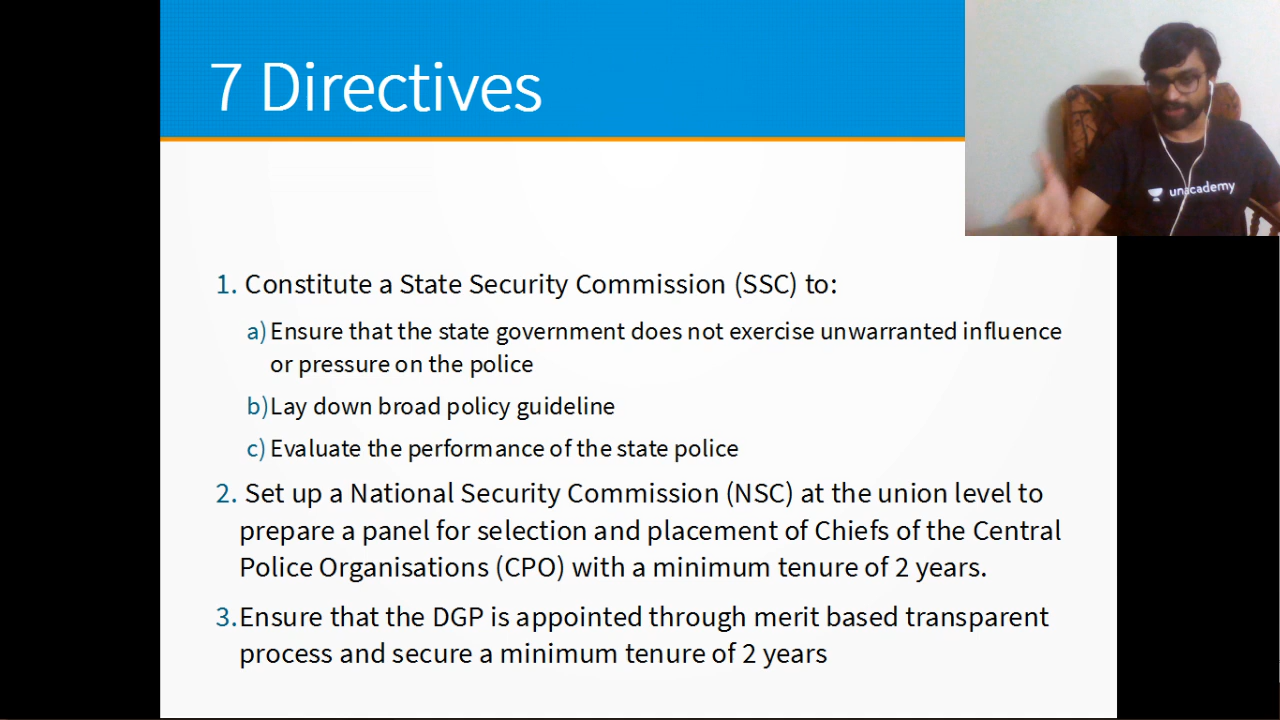 7 Directives
unacademy
1. Constitute a State Security Commission (SSC) to:
a) Ensure that the state government does not exercise unwarranted influence
or pressure on the police
b) Lay down broad policy guideline
c) Evaluate the performance of the state police
2. Set up a National Security Commission (NSC) at the union level to
prepare a panel for selection and placement of Chiefs of the Central
Police Organisations (CPO) with a minimum tenure of 2 years.
3. Ensure that the DGP is appointed through merit based transparent
process and secure a minimum tenure of 2 years